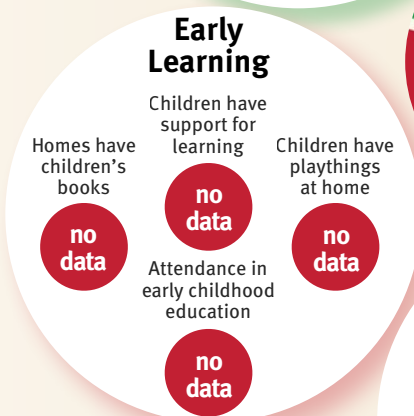 Early
Learning
Children have
support for
learning
no
data
Homes have
children's
books
no
data
Children have
playthings
at home
no
data
Attendance in
early childhood
education
no
data